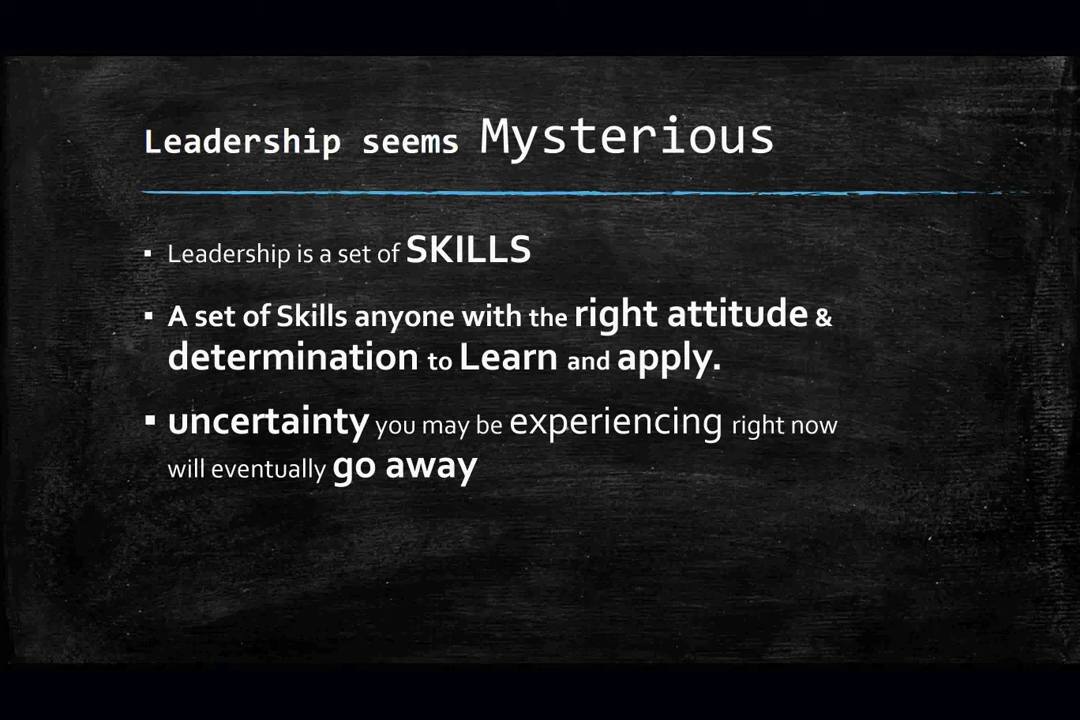 Leadership seems Mysterious
▪ Leadership is a set of SKILLS
▪ A set of Skills anyone with the right attitude &
determination to Learn and apply.
▪ uncertainty you may be experiencing right now
will eventually go away